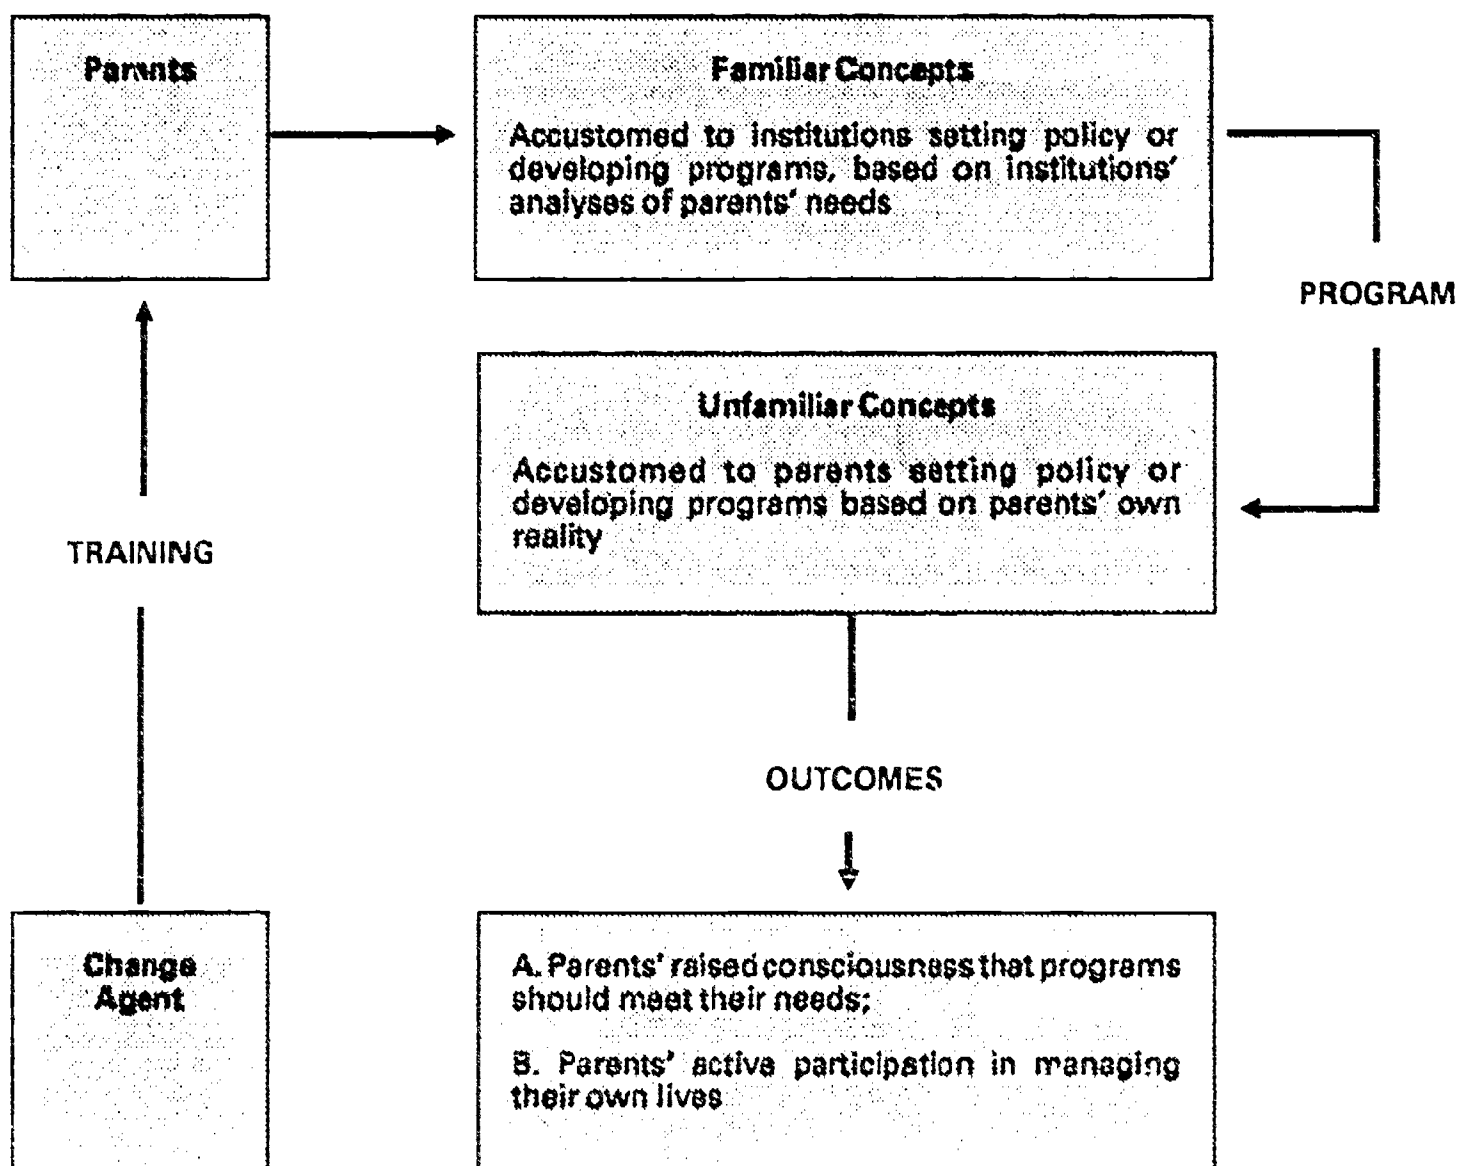 Parents
Familiar Concepts
Accustomed to institutions setting policy or
developing programs, based on institutions'
analyses of parents' needs
PROGRAM
Unfamiliar Concepts
Accustomed to parents setting policy or
developing programs based on parents' own
reality
TRAINING
OUTCOMES
Change
Agent
A. Parents' raised consciousness that programs
should meet their needs;
B. Parents' active participation in managing
their own lives